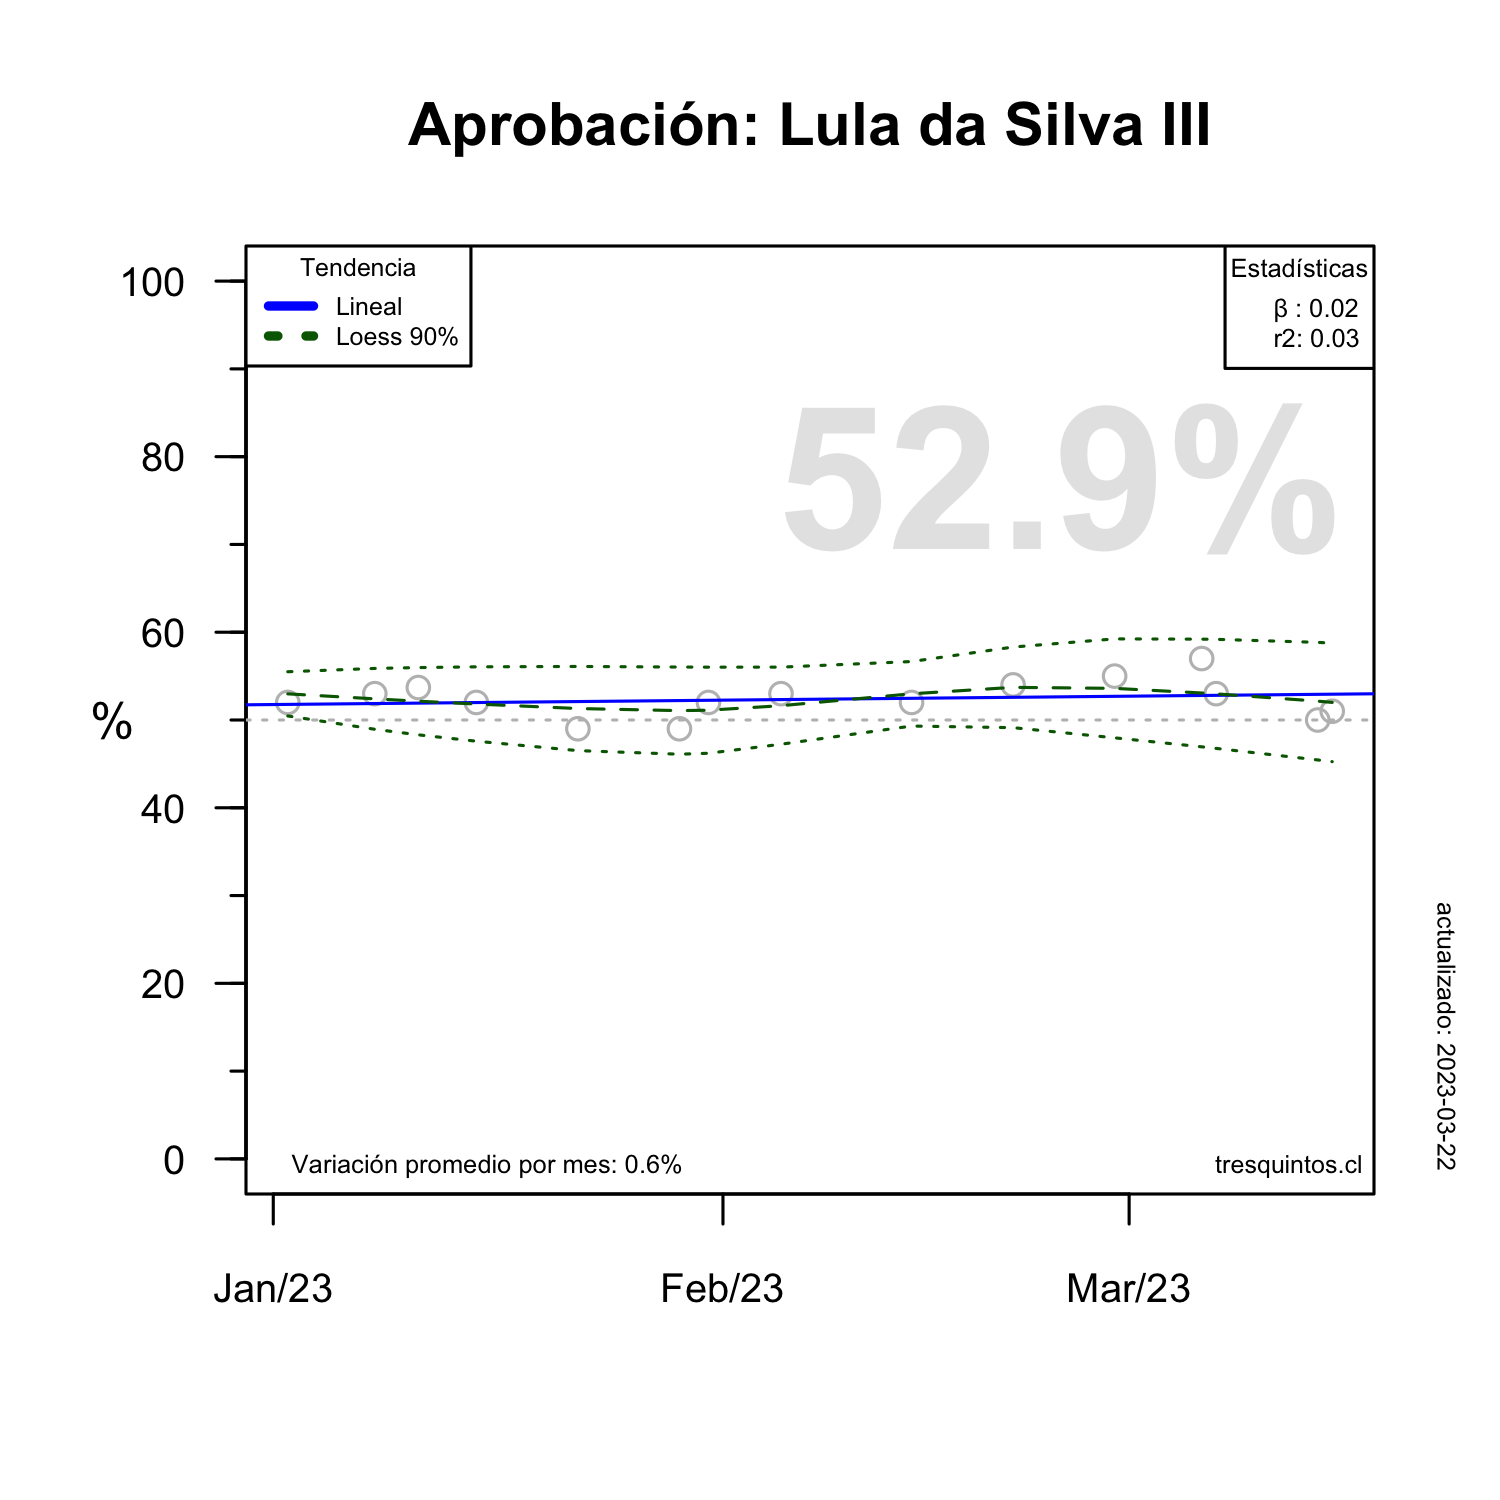 Aprobación: Lula da Silva III
Tendencia
Lineal
Loess 90%
Estadísticas
β : 0.02
r2: 0.03
52.9%
100
80
60
40
20
0
%
Variación promedio por mes: 0.6%
tresquintos.cl
Jan/23
Feb/23
Mar/23
actualizado: 2023-03-22